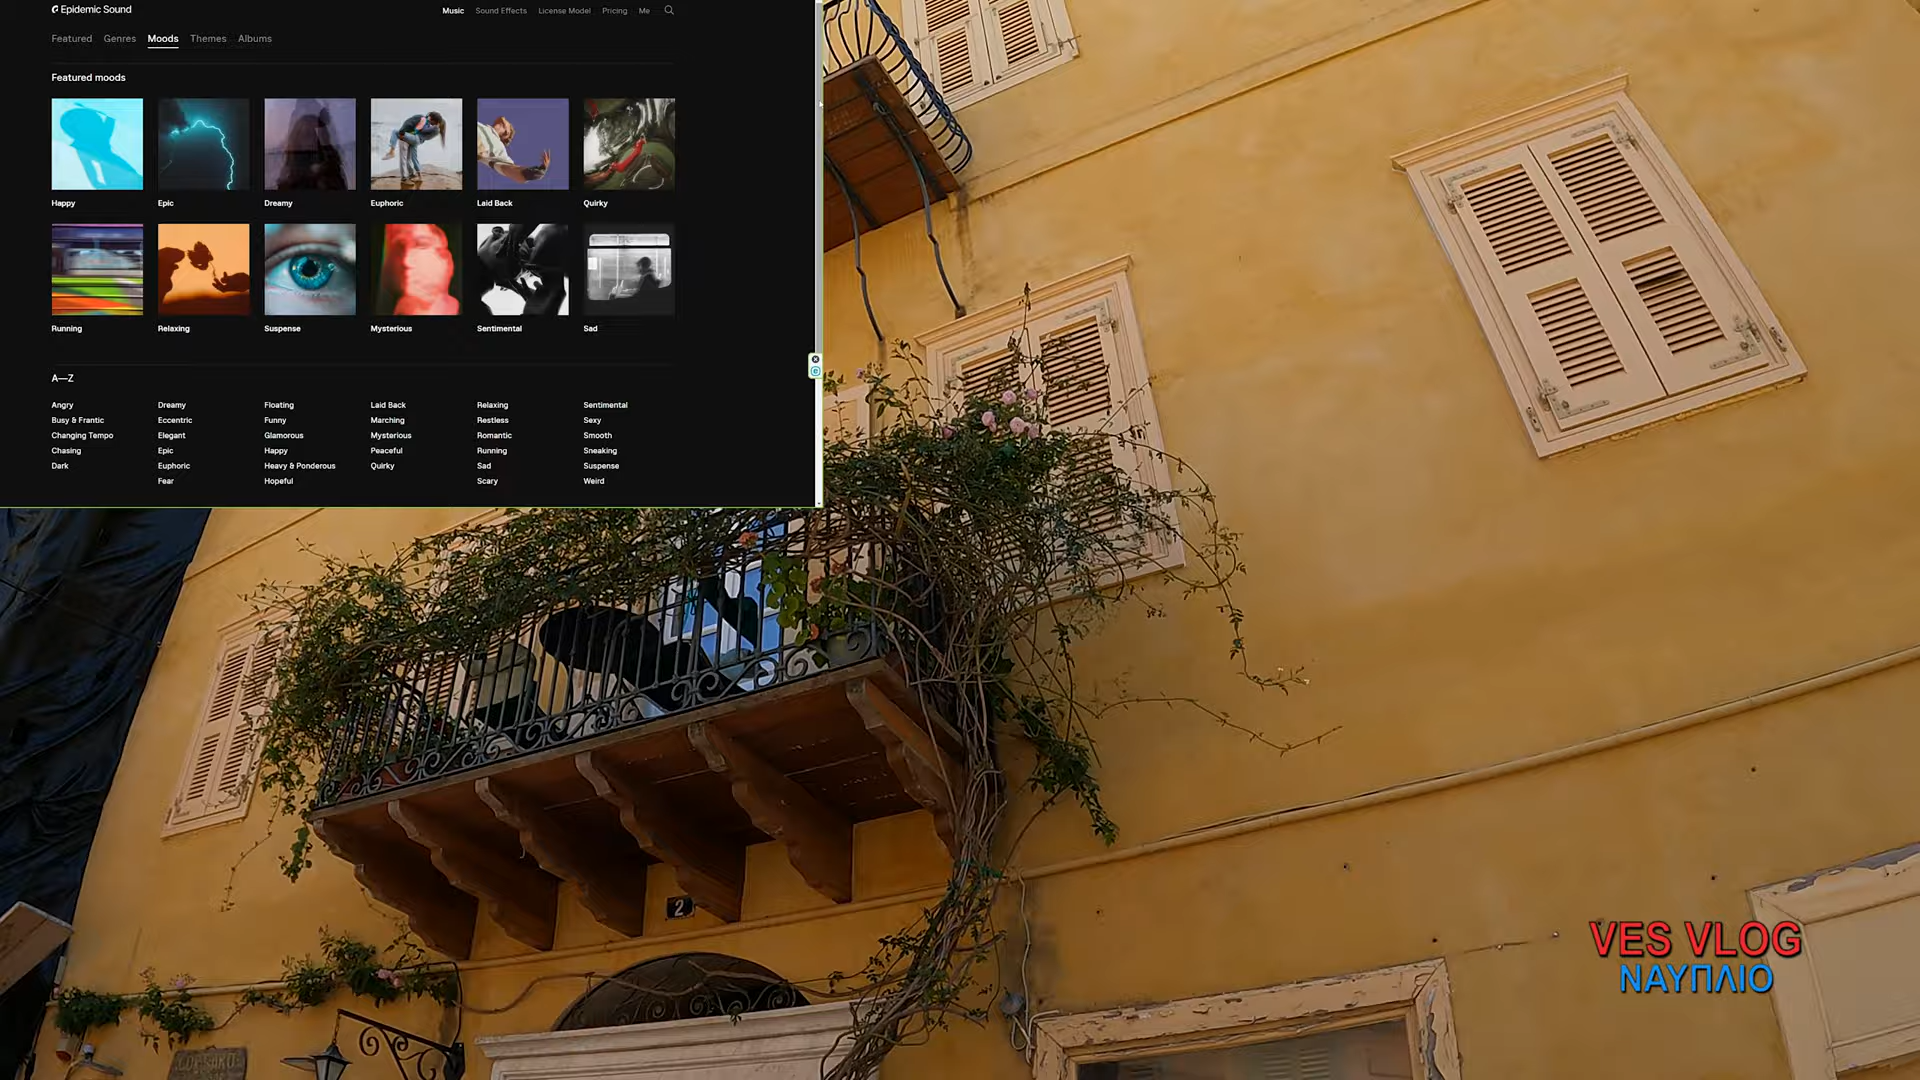 Epidemic Sound
Music Sound Effects License Model Pricing Me
Featured Genres Moods Themes Albums
Featured moods
Happy Epic Dreamy Euphoric Laid Back Quirky
Running Relaxing Suspense Mysterious Sentimental Sad
A—Z
Angry Dreamy Floating Laid Back Relaxing Sentimental
Busy & Frantic Eccentric Funny Marching Restless Sexy
Changing Tempo Elegant Glamorous Mysterious Romantic Smooth
Chasing Epic Happy Peaceful Running Sneaking
Dark Euphoric Heavy & Ponderous Quirky Sad Suspense
Fear Hopeful Scary Weird
2
VES VLOG
ΝΑΥΠΛΙΟ